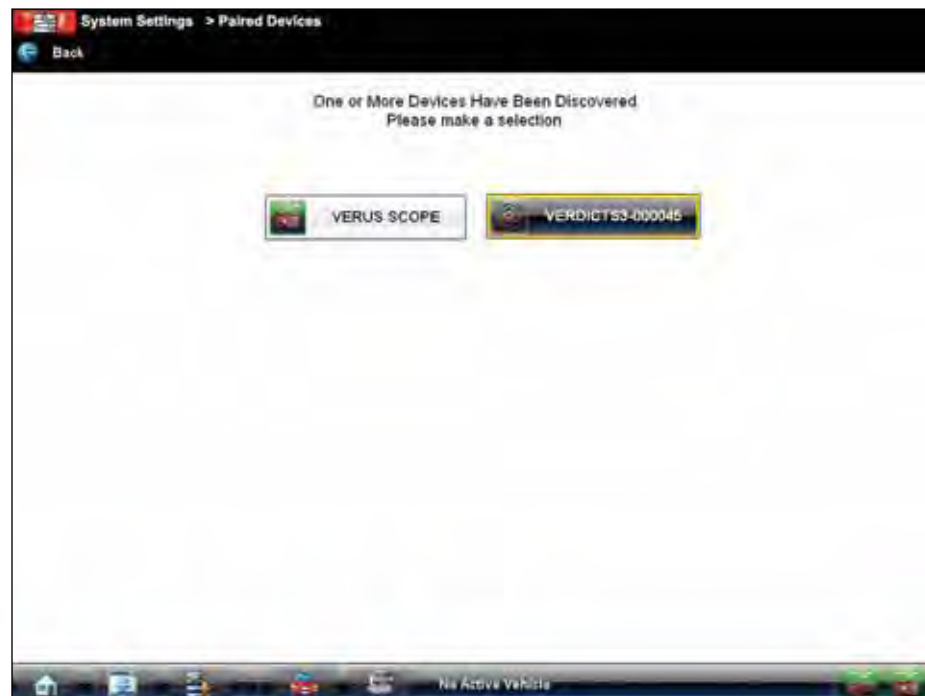 System Settings > Paired Devices
Back
One or More Devices Have Been Discovered
Please make a selection
VERUS SCOPE
VERDICTS3-000045
No Active Vehicle